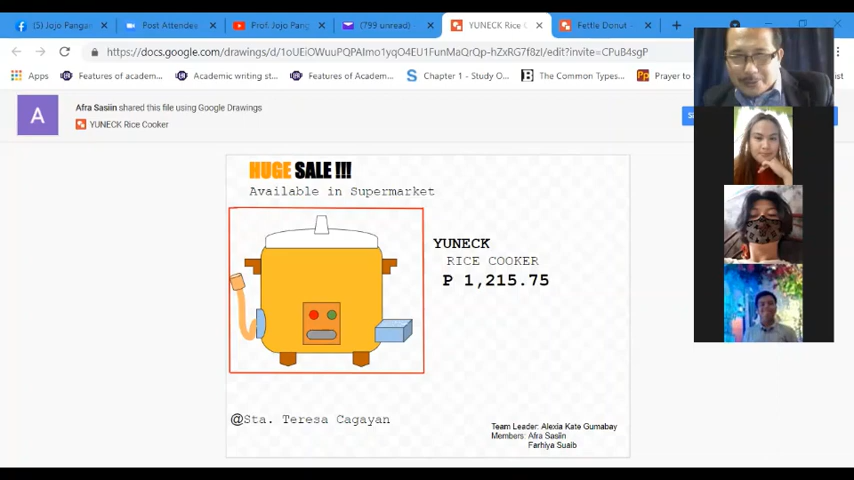 (5) Jojo Pangan
Post Attendee
Prof. Jojo Pang
(799 unread)
YUNECK Rice C
Fettle Donut -
https://docs.google.com/drawings/d/1oUEiOWuuPQPAImo1yqO4EU1FunMaQrQp-hZxRG7f8zI/edit?invite=CPuB4sgP
Apps
Features of academ...
Academic writing st...
Features of Academ...
Chapter 1 - Study O...
The Common Types...
Prayer to
ist
A
Afra Sasiin shared this file using Google Drawings
YUNECK Rice Cooker
HUGE SALE !!!
Available in Supermarket
YUNECK
RICE COOKER
P 1,215.75
@Sta. Teresa Cagayan
Team Leader: Alexia Kate Gumabay
Members: Afra Sasiin
Farhiya Suaib